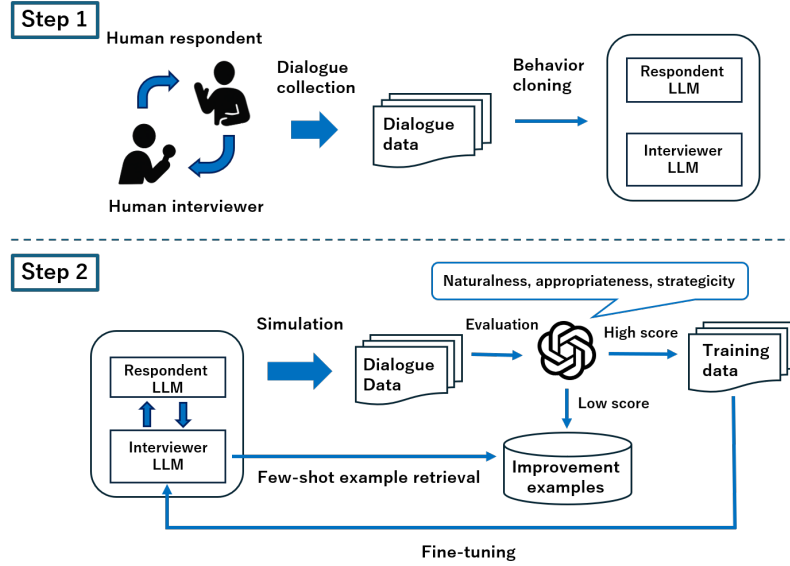 Step 1
Human respondent
Human interviewer
Dialogue
collection
Dialogue
data
Behavior
cloning
Respondent
LLM
Interviewer
LLM
Step 2
Naturalness, appropriateness, strategicity
Respondent
LLM
Interviewer
LLM
Simulation
Dialogue
Data
Evaluation
High score
Training
data
Low score
Improvement
examples
Few-shot example retrieval
Fine-tuning